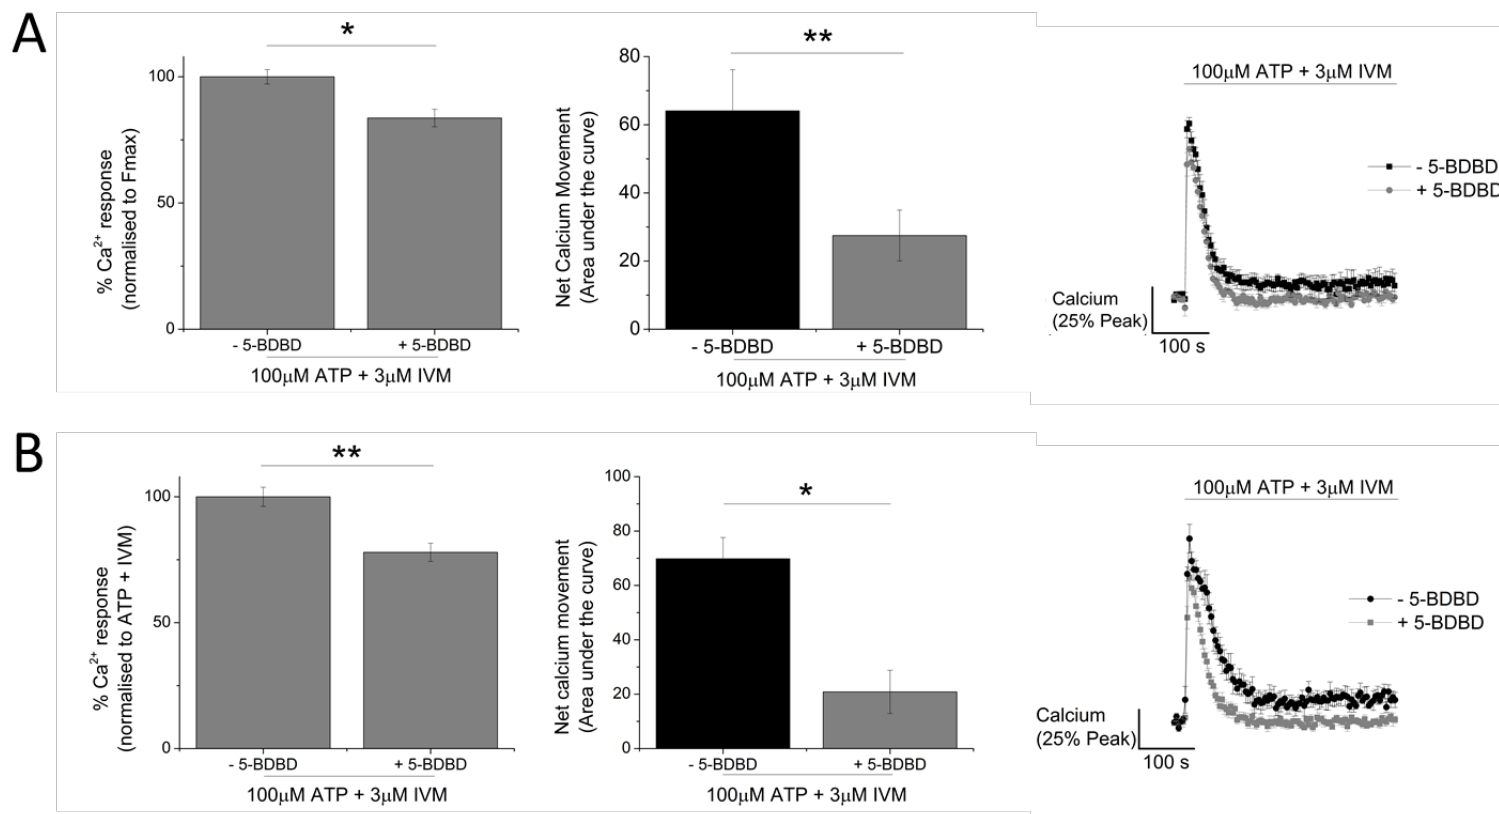 A
*
100
50
0
% Ca2+ response
(normalised to Fmax)
- 5-BDBD
+ 5-BDBD
100µM ATP + 3µM IVM
**
80
60
40
20
0
Net Calcium Movement
(Area under the curve)
- 5-BDBD
+ 5-BDBD
100µM ATP + 3µM IVM
100µM ATP + 3µM IVM
- 5-BDBD
+ 5-BDBD
Calcium
(25% Peak)
100 s
B
**
100
50
0
% Ca2+ response
(normalised to ATP + IVM)
- 5-BDBD
+ 5-BDBD
100µM ATP + 3µM IVM
*
100
80
60
40
20
0
Net calcium movement
(Area under the curve)
- 5-BDBD
+ 5-BDBD
100µM ATP + 3µM IVM
100µM ATP + 3µM IVM
- 5-BDBD
+ 5-BDBD
Calcium
(25% Peak)
100 s